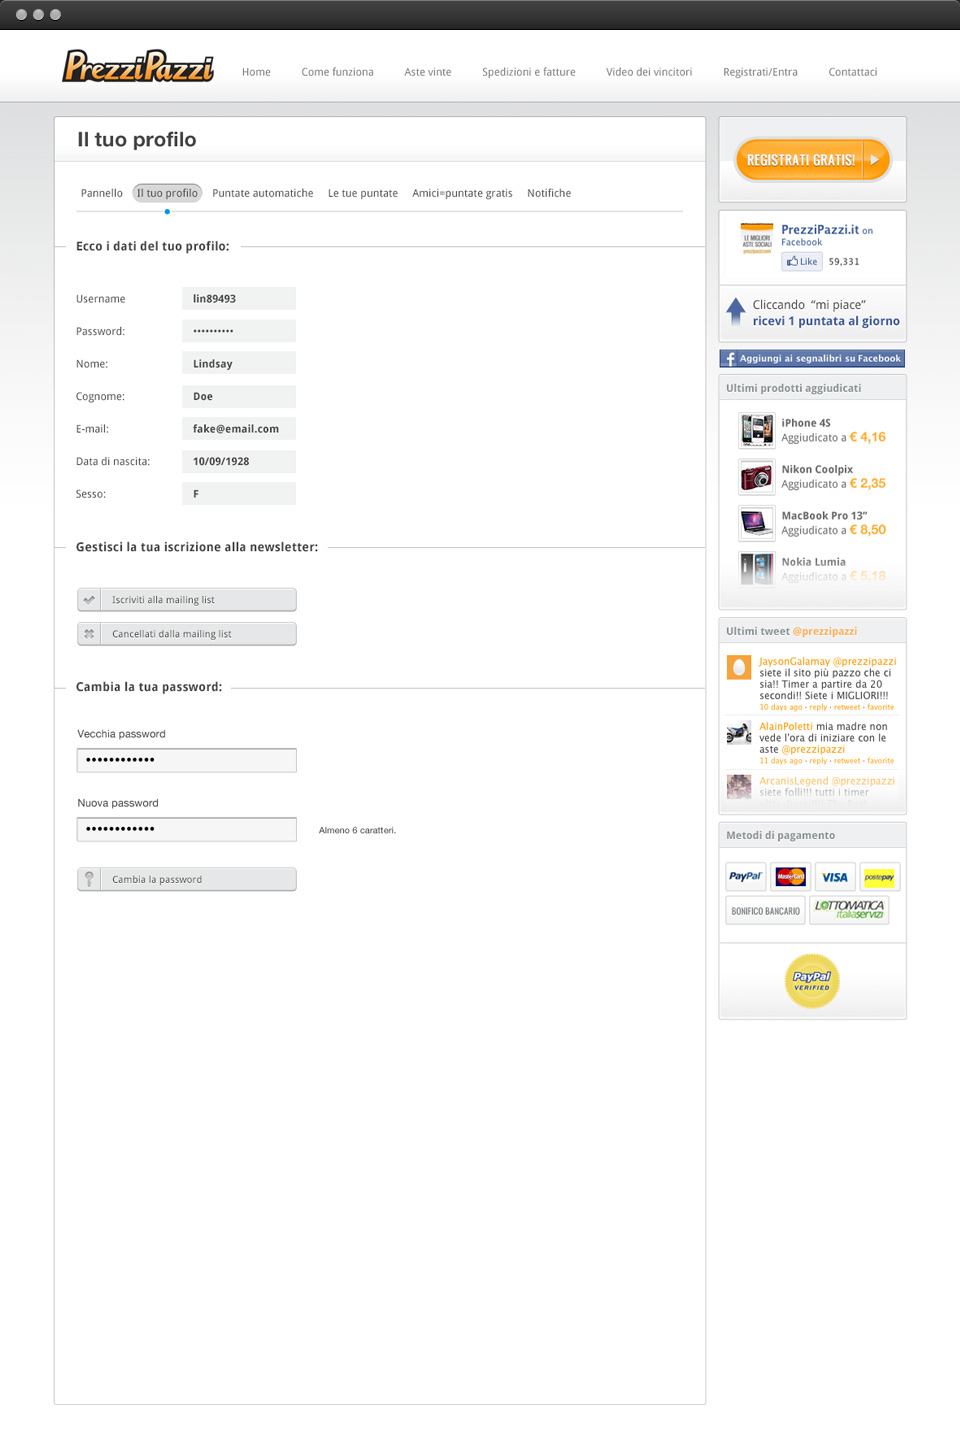 PrezziPazzi
Home
Come funziona
Aste vinte
Spedizioni e fatture
Video dei vincitori
Registrati/Entra
Contattaci
Il tuo profilo
Pannello
Il tuo profilo
Puntate automatiche
Le tue puntate
Amici=puntate gratis
Notifiche
Ecco i dati del tuo profilo:
Username
lin89493
Password:
••••••••••
Nome:
Lindsay
Cognome:
Doe
E-mail:
fake@email.com
Data di nascita:
10/09/1928
Sesso:
F
Gestisci la tua iscrizione alla newsletter:
Iscriviti alla mailing list
Cancellati dalla mailing list
Cambia la tua password:
Vecchia password
••••••••••••
Nuova password
••••••••••••
Almeno 6 caratteri.
Cambia la password
REGISTRATI GRATIS!
LE MIGLIORI
ASTE SOCIALI
PrezziPazzi.it on
Facebook
Like
59,331
Cliccando “mi piace”
ricevi 1 puntata al giorno
Aggiungi ai segnalibri su Facebook
Ultimi prodotti aggiudicati
iPhone 4S
Aggiudicato a € 4,16
Nikon Coolpix
Aggiudicato a € 2,35
MacBook Pro 13”
Aggiudicato a € 8,50
Nokia Lumia
Aggiudicato a € 5,18
Ultimi tweet @prezzipazzi
JaysonGalamay @prezzipazzi
siete il sito più pazzo che ci
sia!! Timer a partire da 20
secondi!! Siete i MIGLIORI!!!
10 days ago • reply • retweet • favorite
AlainPoletti mia madre non
vede l'ora di iniziare con le
aste @prezzipazzi
11 days ago • reply • retweet • favorite
ArcanisLegend @prezzipazzi
siete folli!!! tutti i timer
Metodi di pagamento
PayPal
MasterCard
VISA
postepay
BONIFICO BANCARIO
LOTTOMATICA
italiaservizi
PayPal
VERIFIED